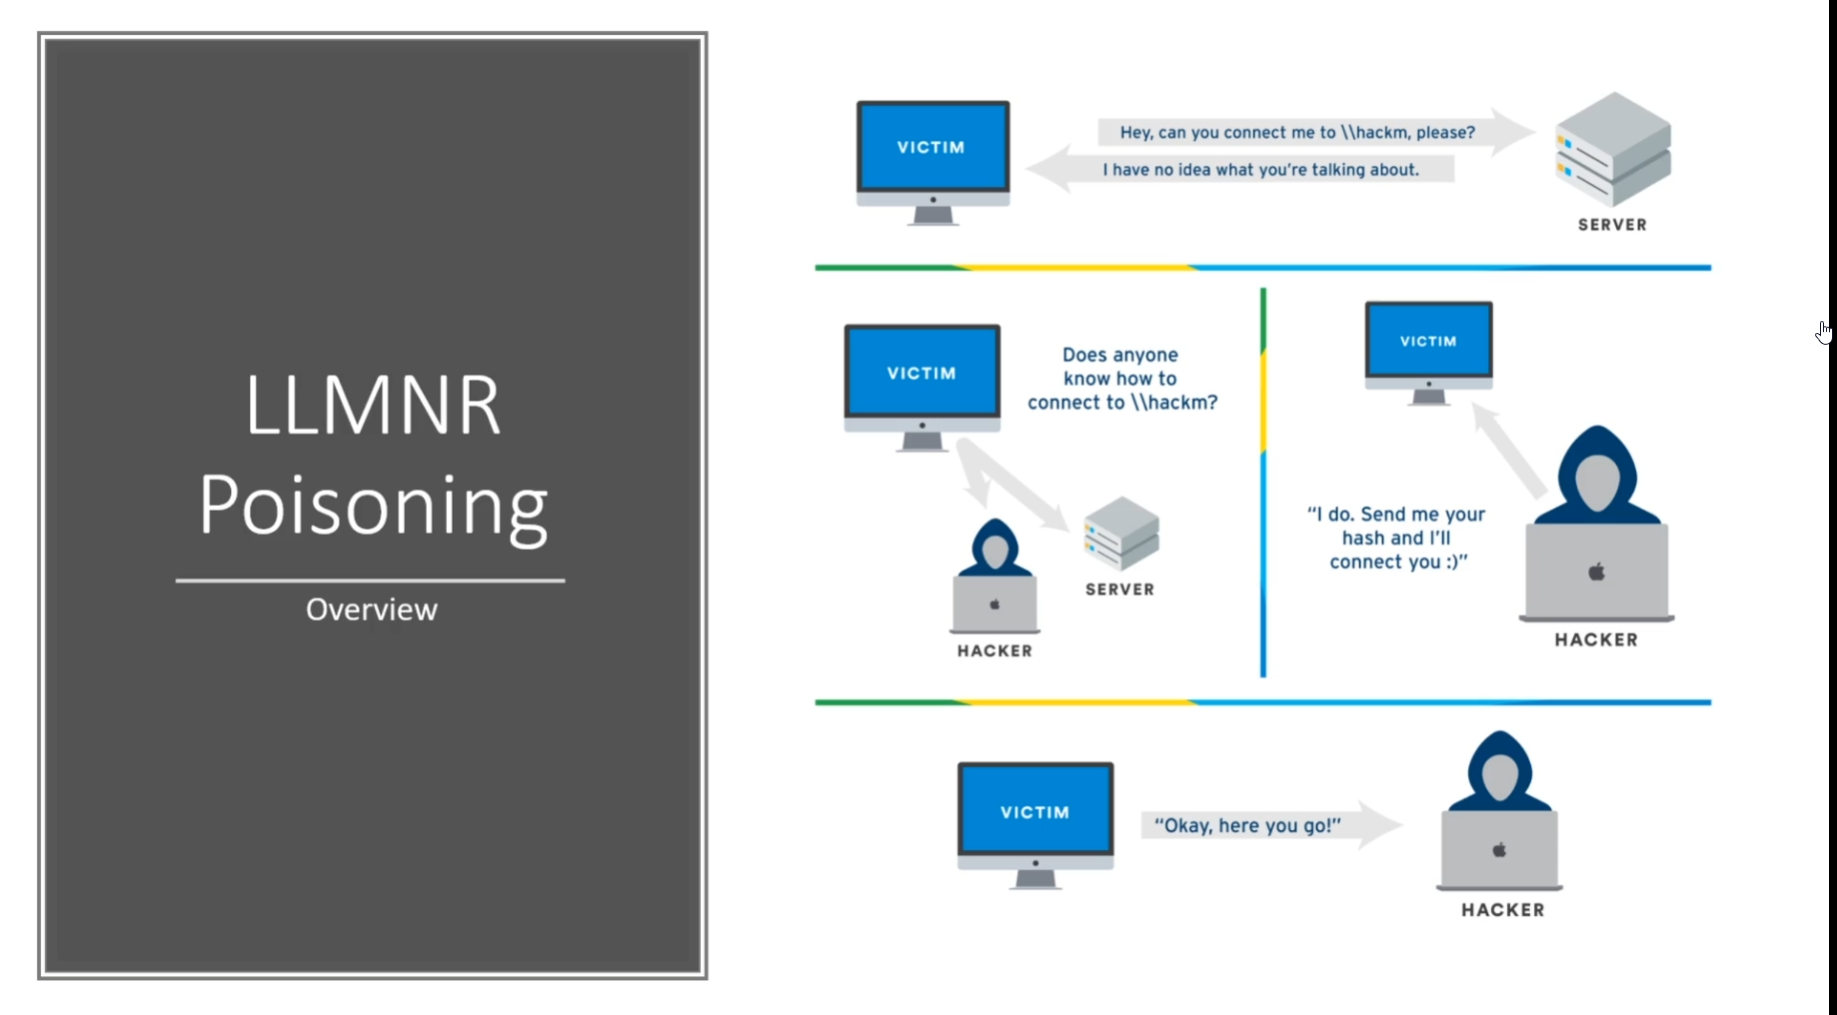 LLMNR
Poisoning
Overview
VICTIM
Hey, can you connect me to \\hackm, please?
I have no idea what you're talking about.
SERVER
VICTIM
Does anyone
know how to
connect to \\hackm?
SERVER
HACKER
VICTIM
“I do. Send me your
hash and I'll
connect you :)”
HACKER
VICTIM
“Okay, here you go!”
HACKER